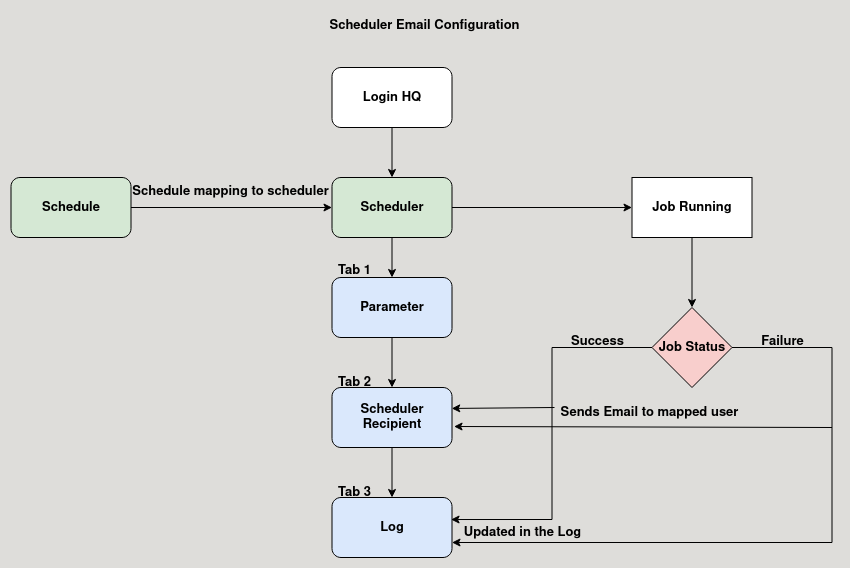 Scheduler Email Configuration
Login HQ
Schedule
Schedule mapping to scheduler
Scheduler
Job Running
Tab 1
Parameter
Success
Job Status
Failure
Tab 2
Scheduler
Recipient
Sends Email to mapped user
Tab 3
Log
Updated in the Log